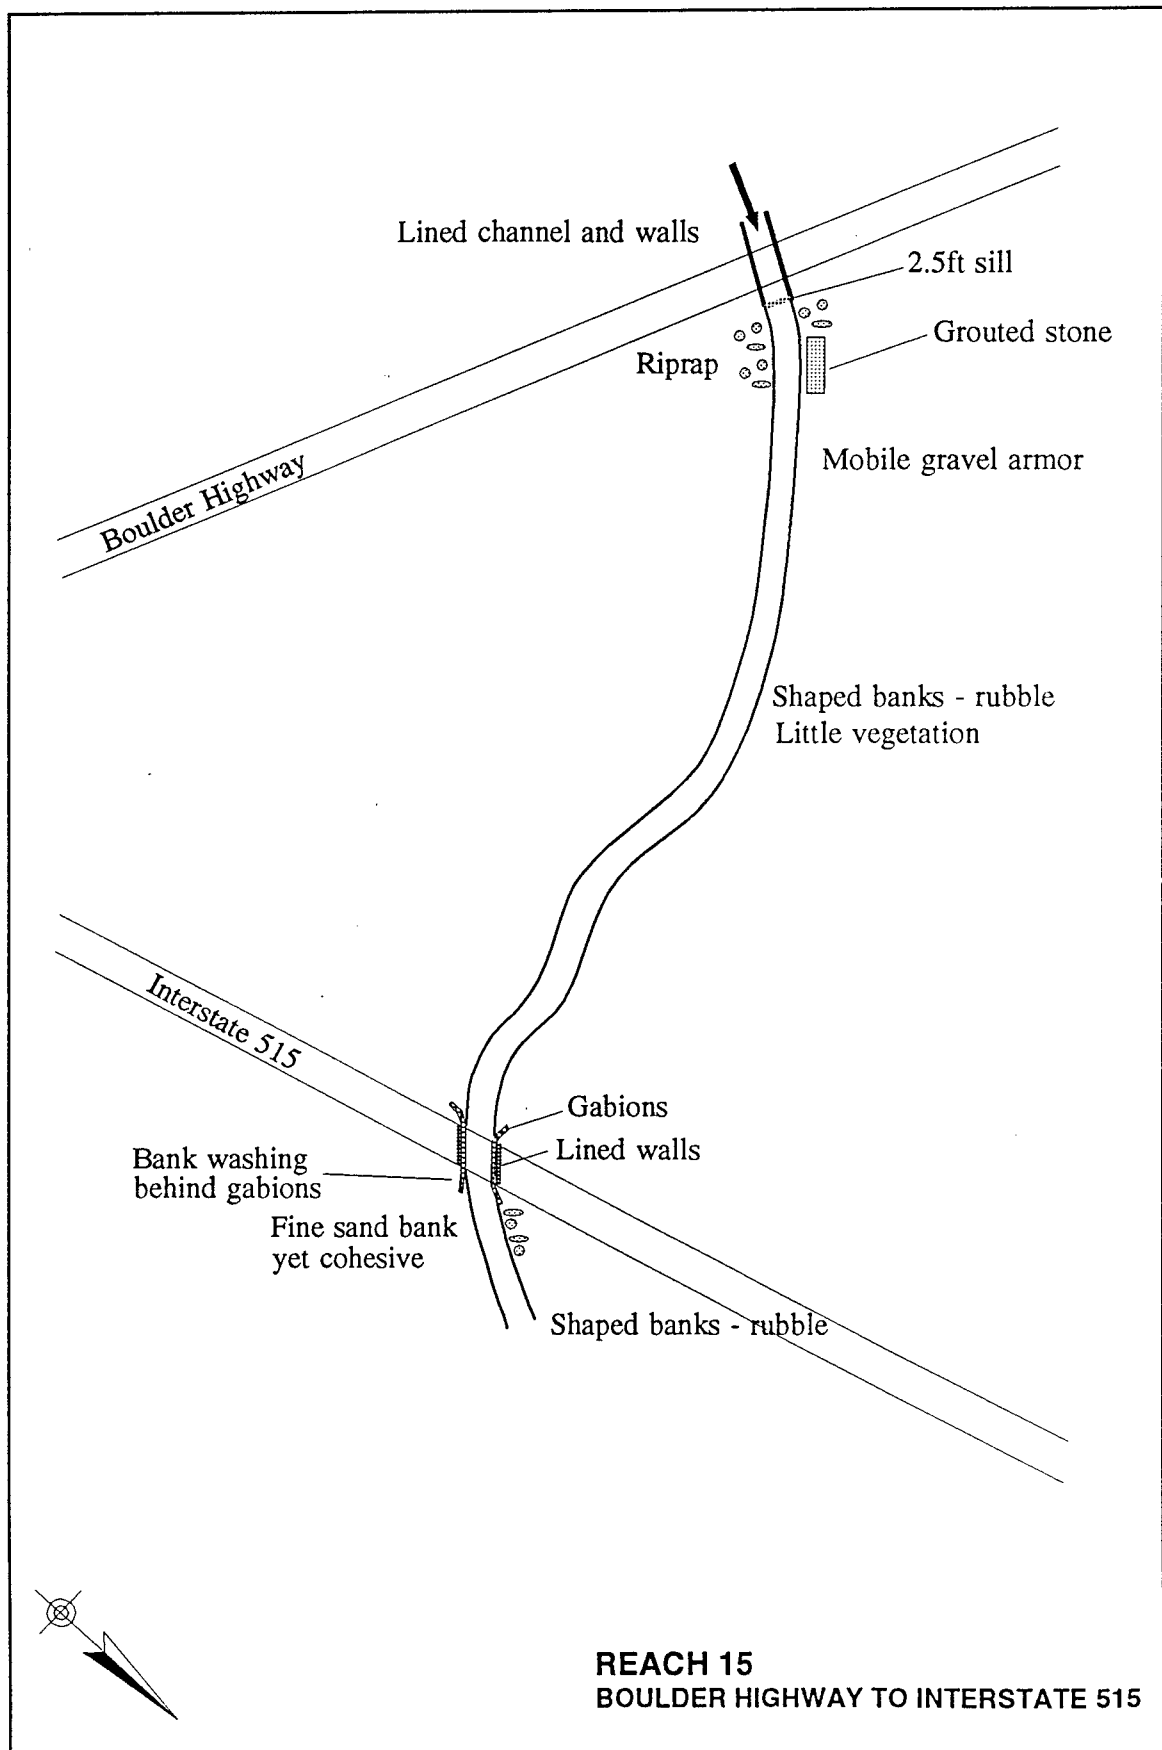 Lined channel and walls
2.5ft sill
Grouted stone
Riprap
Mobile gravel armor
Boulder Highway
Shaped banks - rubble
Little vegetation
Interstate 515
Gabions
Lined walls
Bank washing
behind gabions
Fine sand bank
yet cohesive
Shaped banks - rubble
REACH 15
BOULDER HIGHWAY TO INTERSTATE 515